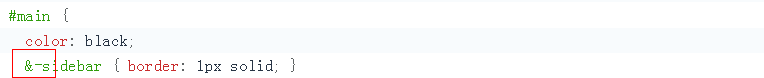 #main {
color: black;
&-sidebar { border: 1px solid; }